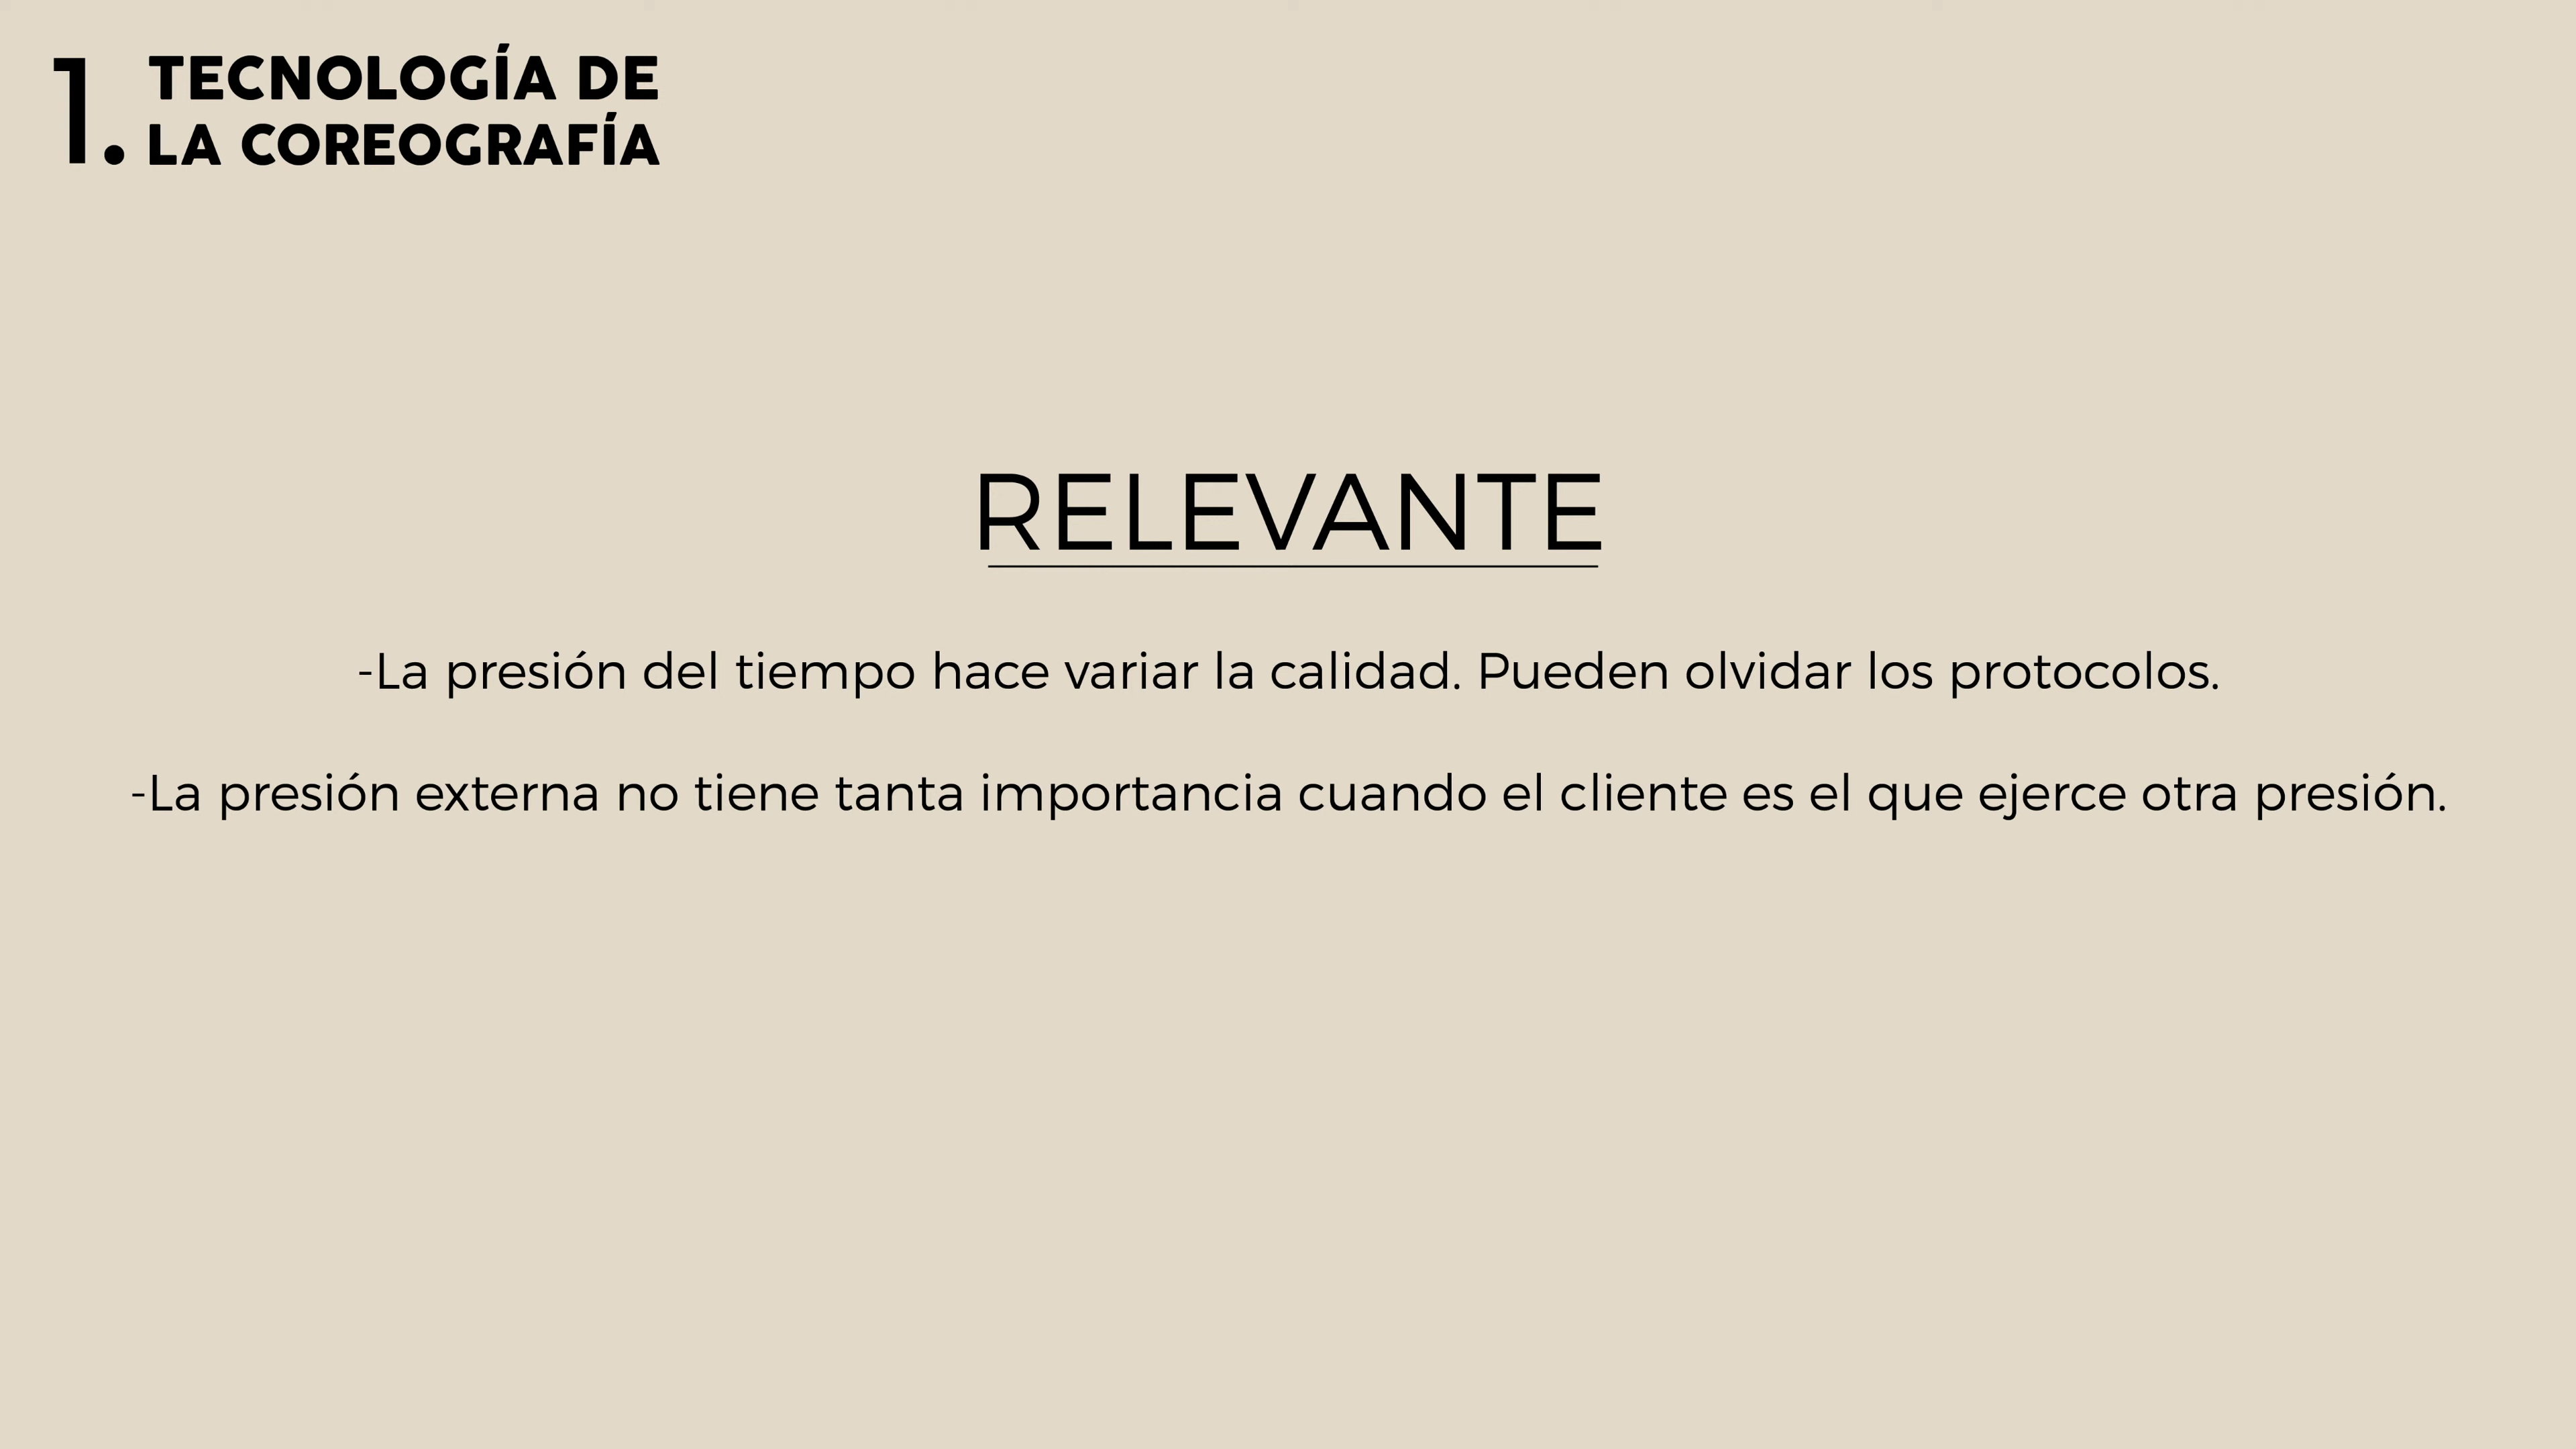 1. TECNOLOGÍA DE
LA COREOGRAFÍA
RELEVANTE
-La presión del tiempo hace variar la calidad. Pueden olvidar los protocolos.
-La presión externa no tiene tanta importancia cuando el cliente es el que ejerce otra presión.